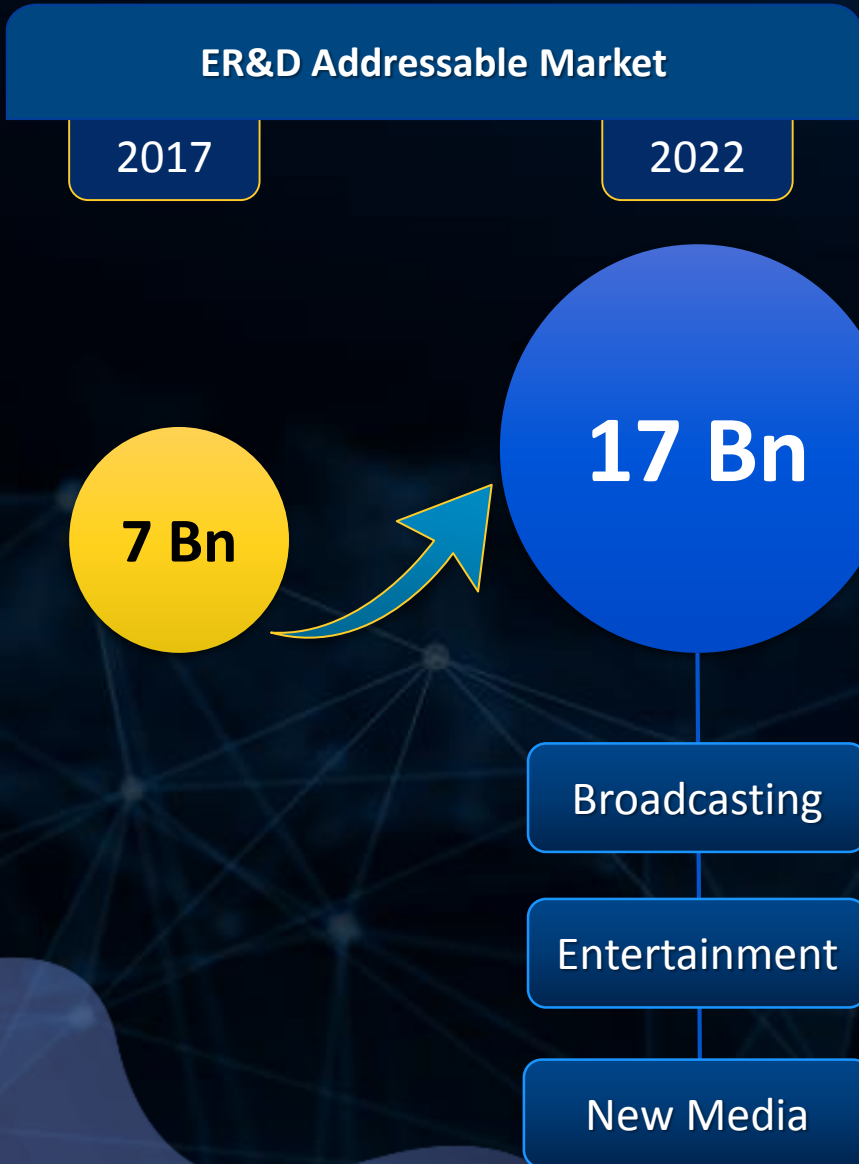 ER&D Addressable Market
2017
2022
7 Bn
17 Bn
Broadcasting
Entertainment
New Media